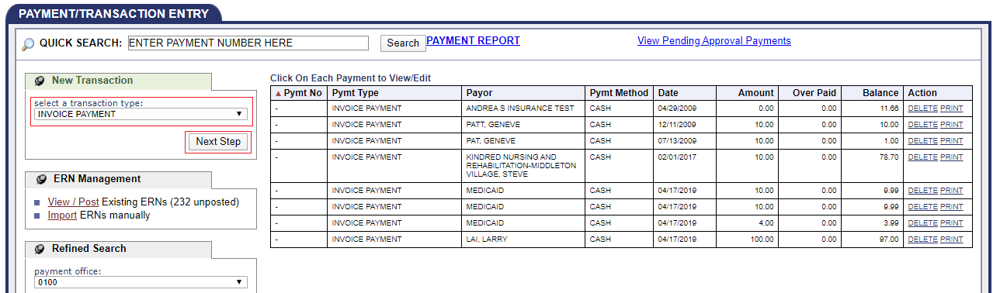 PAYMENT/TRANSACTION ENTRY
QUICK SEARCH: ENTER PAYMENT NUMBER HERE Search PAYMENT REPORT View Pending Approval Payments
New Transaction
select a transaction type:
INVOICE PAYMENT
Next Step
ERN Management
View / Post Existing ERNs (232 unposted)
Import ERNs manually
Refined Search
payment office:
0100
Click On Each Payment to View/Edit
Pymt No Pymt Type Payor Pymt Method Date Amount Over Paid Balance Action
- INVOICE PAYMENT ANDREA S INSURANCE TEST CASH 04/29/2009 0.00 0.00 11.66 DELETE PRINT
- INVOICE PAYMENT PATT, GENEVE CASH 12/11/2009 10.00 0.00 10.00 DELETE PRINT
- INVOICE PAYMENT PAT, GENEVE CASH 07/13/2009 10.00 0.00 1.00 DELETE PRINT
- INVOICE PAYMENT KINDRED NURSING AND CASH 02/01/2017 10.00 0.00 78.70 DELETE PRINT
REHABILITATION-MIDDLETON
VILLAGE, STEVE
- INVOICE PAYMENT MEDICAID CASH 04/17/2019 10.00 0.00 9.99 DELETE PRINT
- INVOICE PAYMENT MEDICAID CASH 04/17/2019 10.00 0.00 9.99 DELETE PRINT
- INVOICE PAYMENT MEDICAID CASH 04/17/2019 4.00 0.00 3.99 DELETE PRINT
- INVOICE PAYMENT LAI, LARRY CASH 04/17/2019 100.00 0.00 97.00 DELETE PRINT